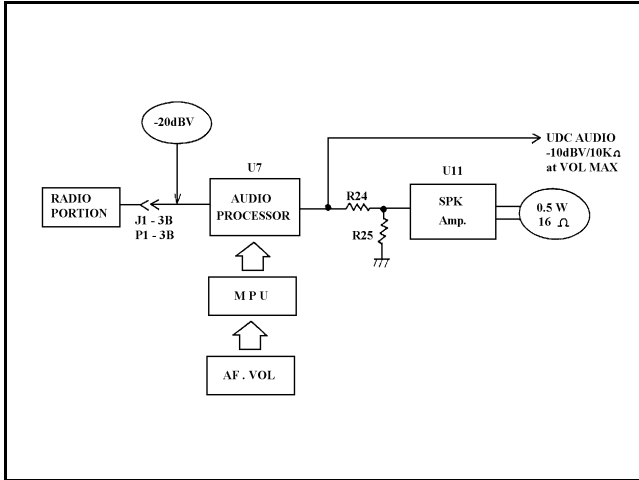 -20dBV
UDC AUDIO
-10dBV/10KΩ
at VOL MAX
U7
U11
RADIO
PORTION
J1 - 3B
P1 - 3B
AUDIO
PROCESSOR
R24
R25
SPK
Amp.
0.5 W
16 Ω
M P U
AF . VOL